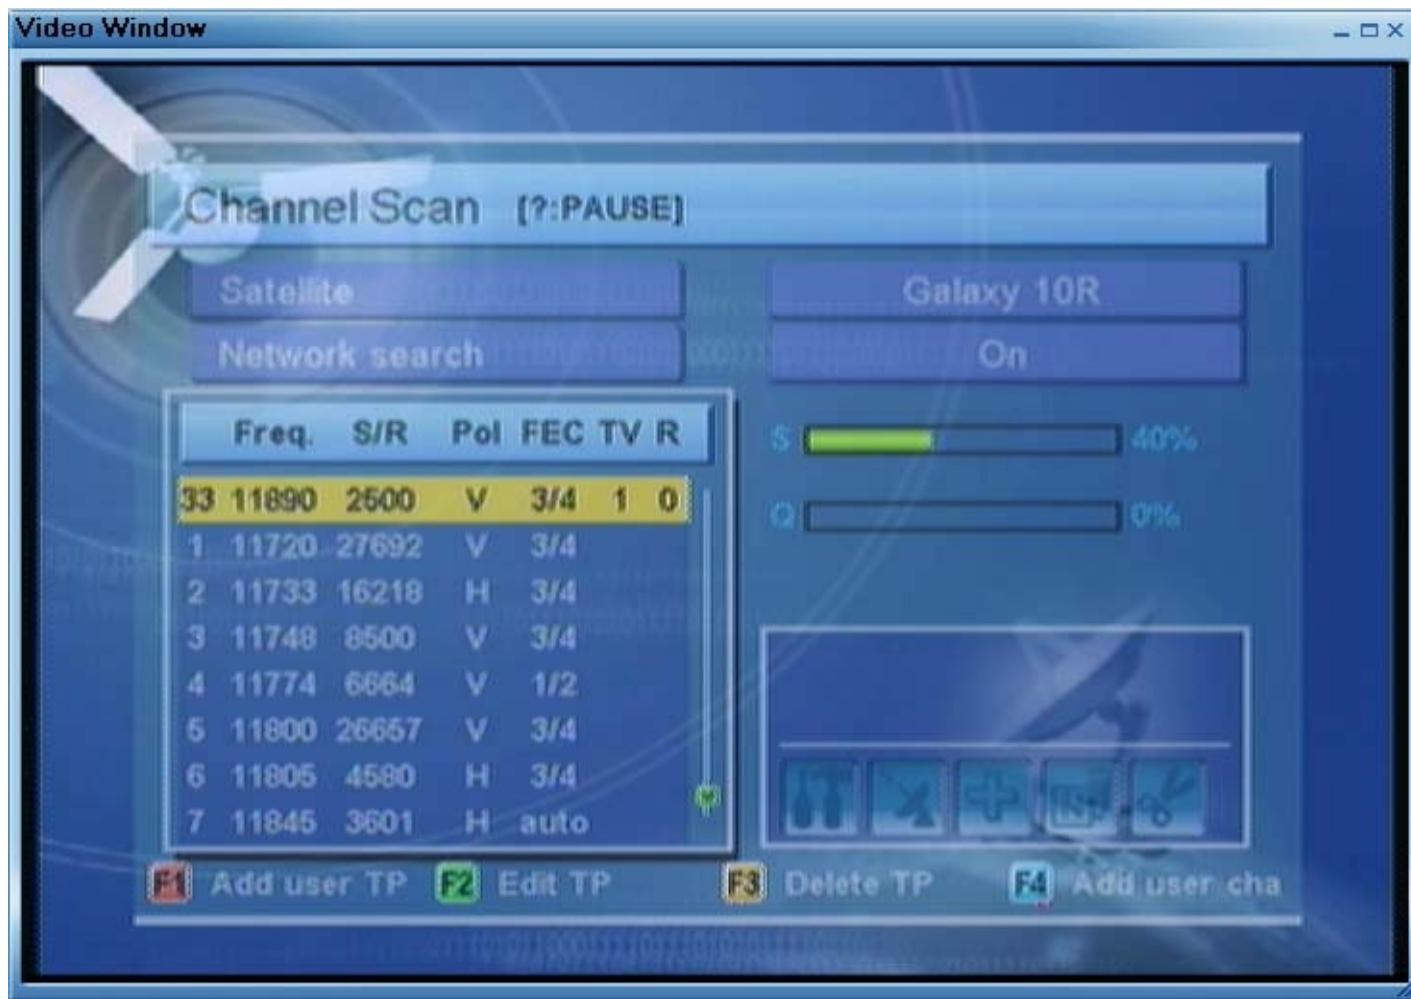 Video Window
Channel Scan [?:PAUSE]
Satellite Galaxy 10R
Network search On
Freq. S/R Pol FEC TV R
S 40%
33 11890 2500 V 3/4 1 0
Q 0%
1 11720 27692 V 3/4
2 11733 16218 H 3/4
3 11748 8500 V 3/4
4 11774 6664 V 1/2
5 11800 26657 V 3/4
6 11805 4580 H 3/4
7 11845 3601 H auto
F1 Add user TP F2 Edit TP F3 Delete TP F4 Add user cha